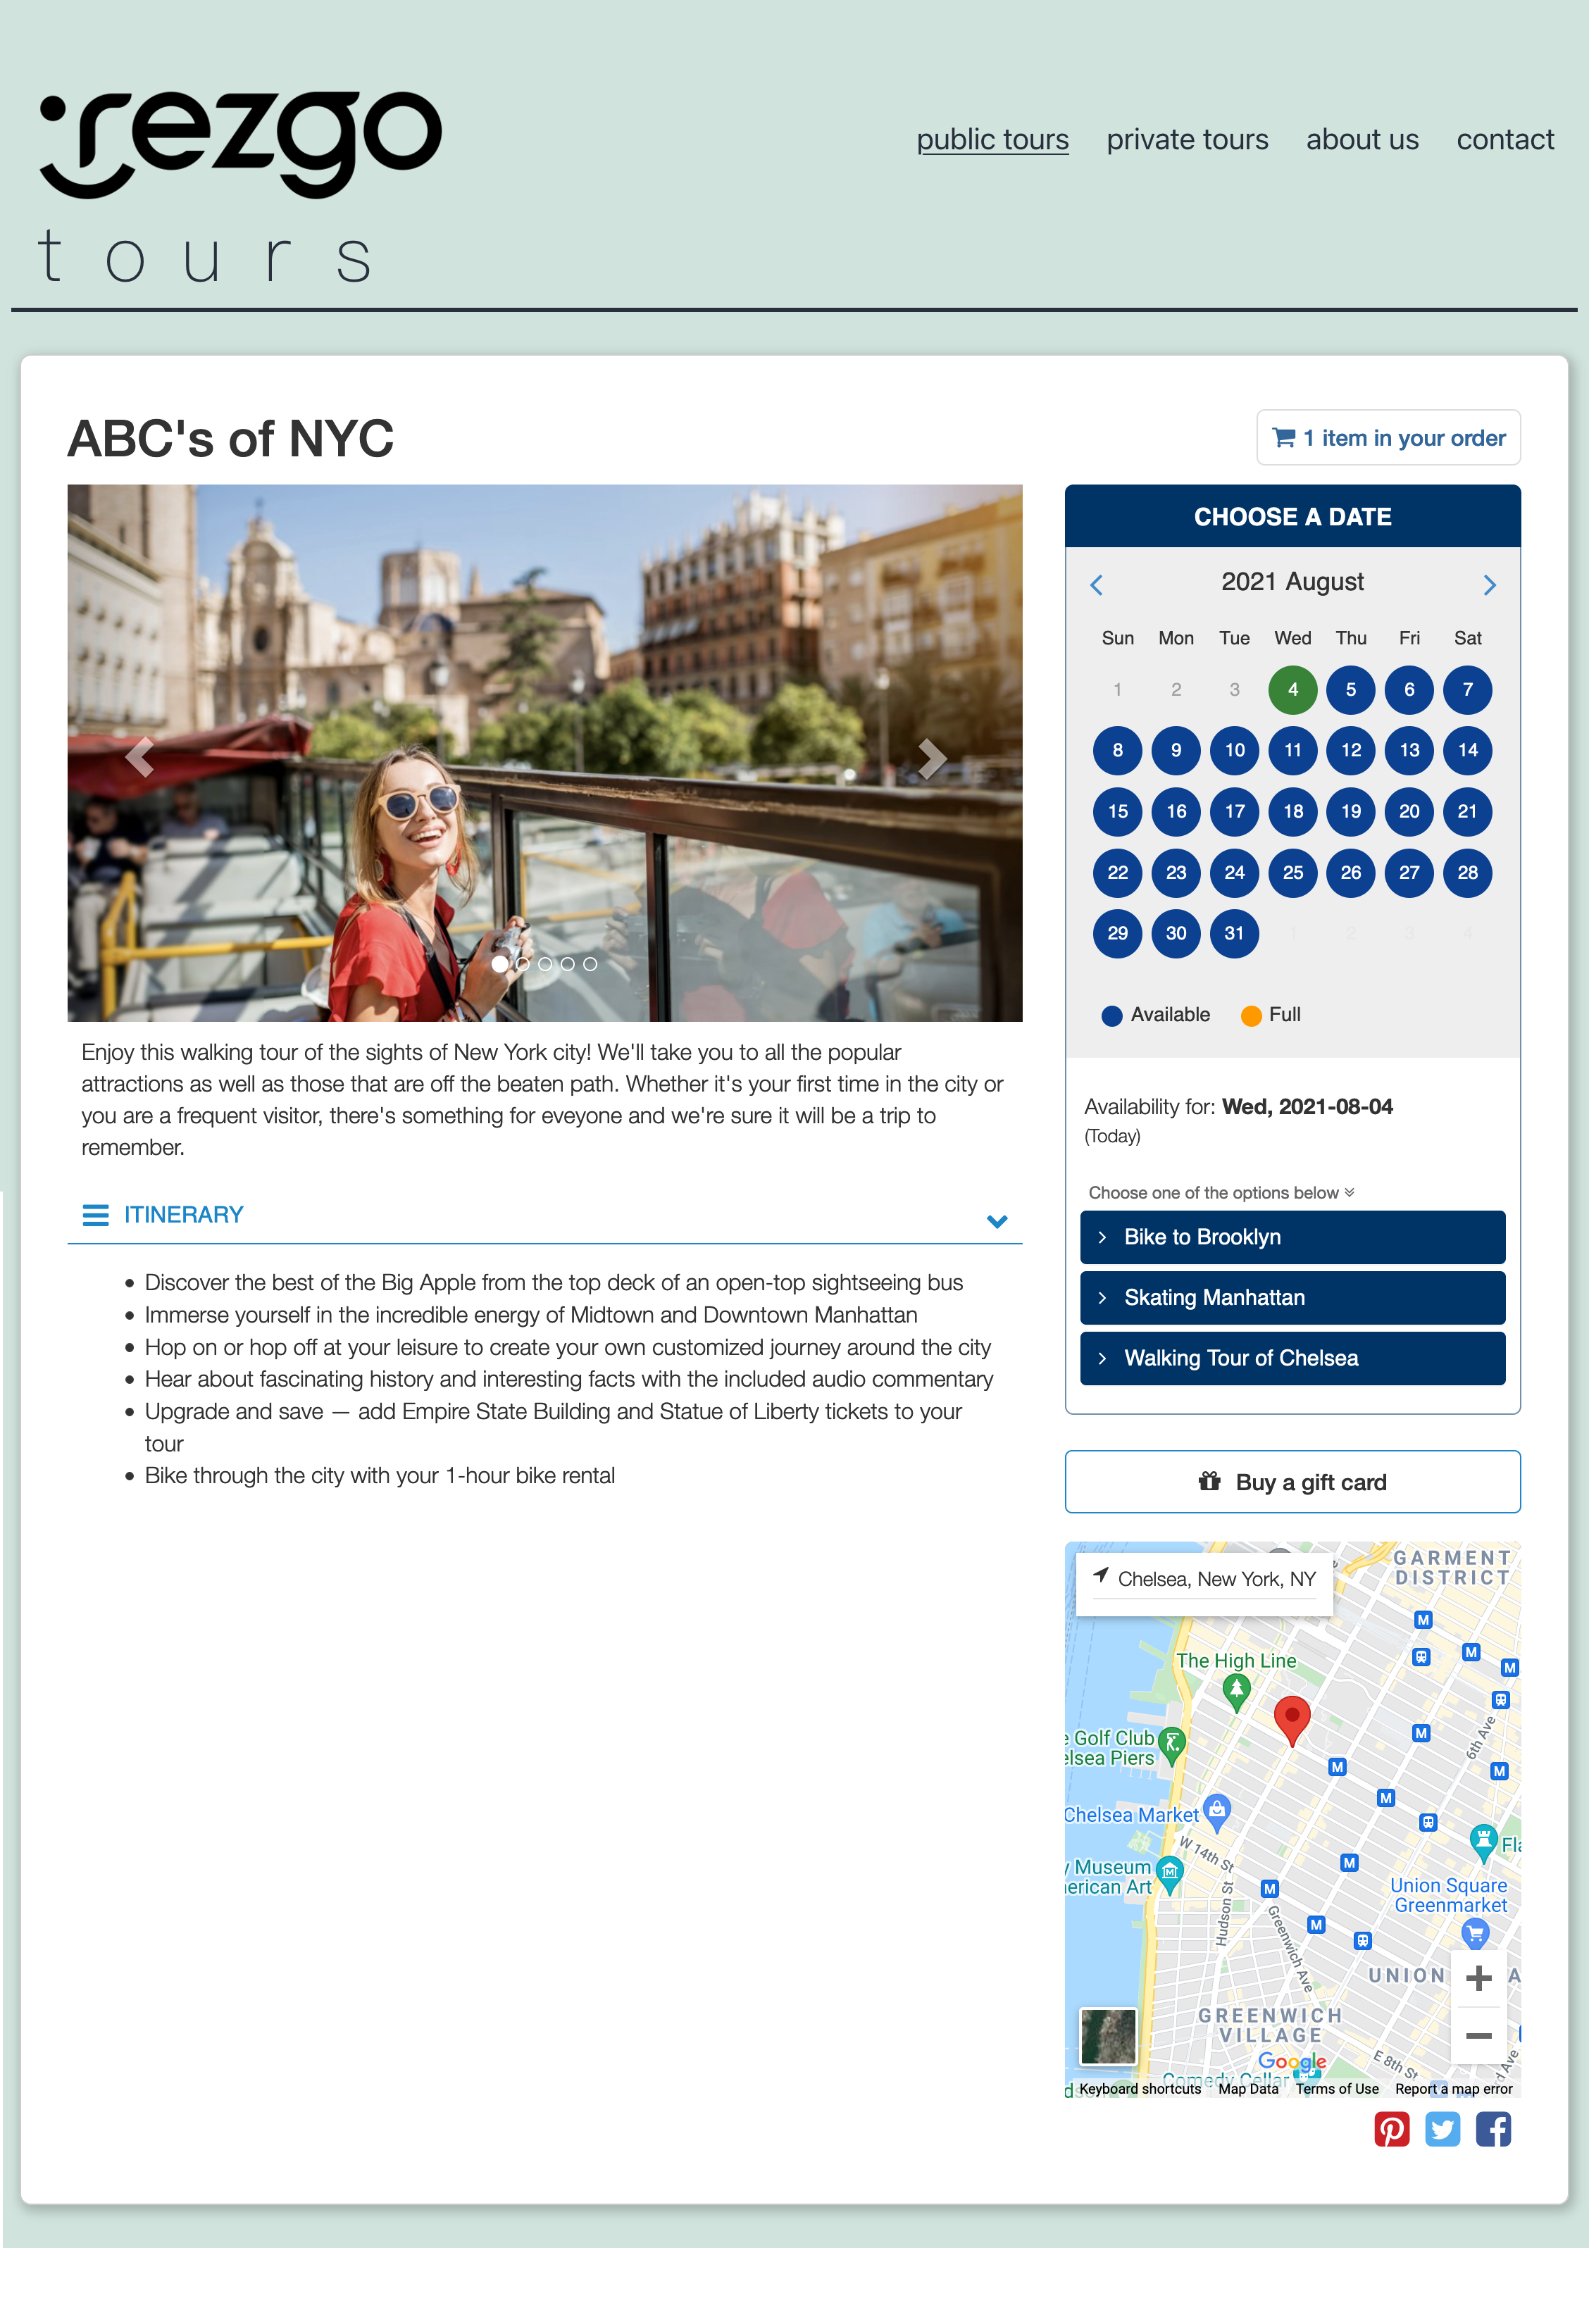 rezgo
tours
public tours private tours about us contact
ABC's of NYC
1 item in your order
Enjoy this walking tour of the sights of New York city! We'll take you to all the popular
attractions as well as those that are off the beaten path. Whether it's your first time in the city or
you are a frequent visitor, there's something for eveyone and we're sure it will be a trip to
remember.
ITINERARY
Discover the best of the Big Apple from the top deck of an open-top sightseeing bus
Immerse yourself in the incredible energy of Midtown and Downtown Manhattan
Hop on or hop off at your leisure to create your own customized journey around the city
Hear about fascinating history and interesting facts with the included audio commentary
Upgrade and save — add Empire State Building and Statue of Liberty tickets to your
tour
Bike through the city with your 1-hour bike rental
CHOOSE A DATE
2021 August
Sun Mon Tue Wed Thu Fri Sat
1 2 3 4 5 6 7
8 9 10 11 12 13 14
15 16 17 18 19 20 21
22 23 24 25 26 27 28
29 30 31 1 2 3 4
Available Full
Availability for: Wed, 2021-08-04
(Today)
Choose one of the options below
Bike to Brooklyn
Skating Manhattan
Walking Tour of Chelsea
Buy a gift card
GARMENT
DISTRICT
Chelsea, New York, NY
M
M
M
The High Line
M
6th Ave
Golf Club
elsea Piers
M
M
M
Chelsea Market
W 14th St
Fla
M
Museum
erican Art
M
Union Square
Greenmarket
Hudson St
Greenwich Ave
M
UNION
GREENWICH
VILLAGE
E 8th St
Google
Comedy Cellar
Keyboard shortcuts Map Data Terms of Use Report a map error